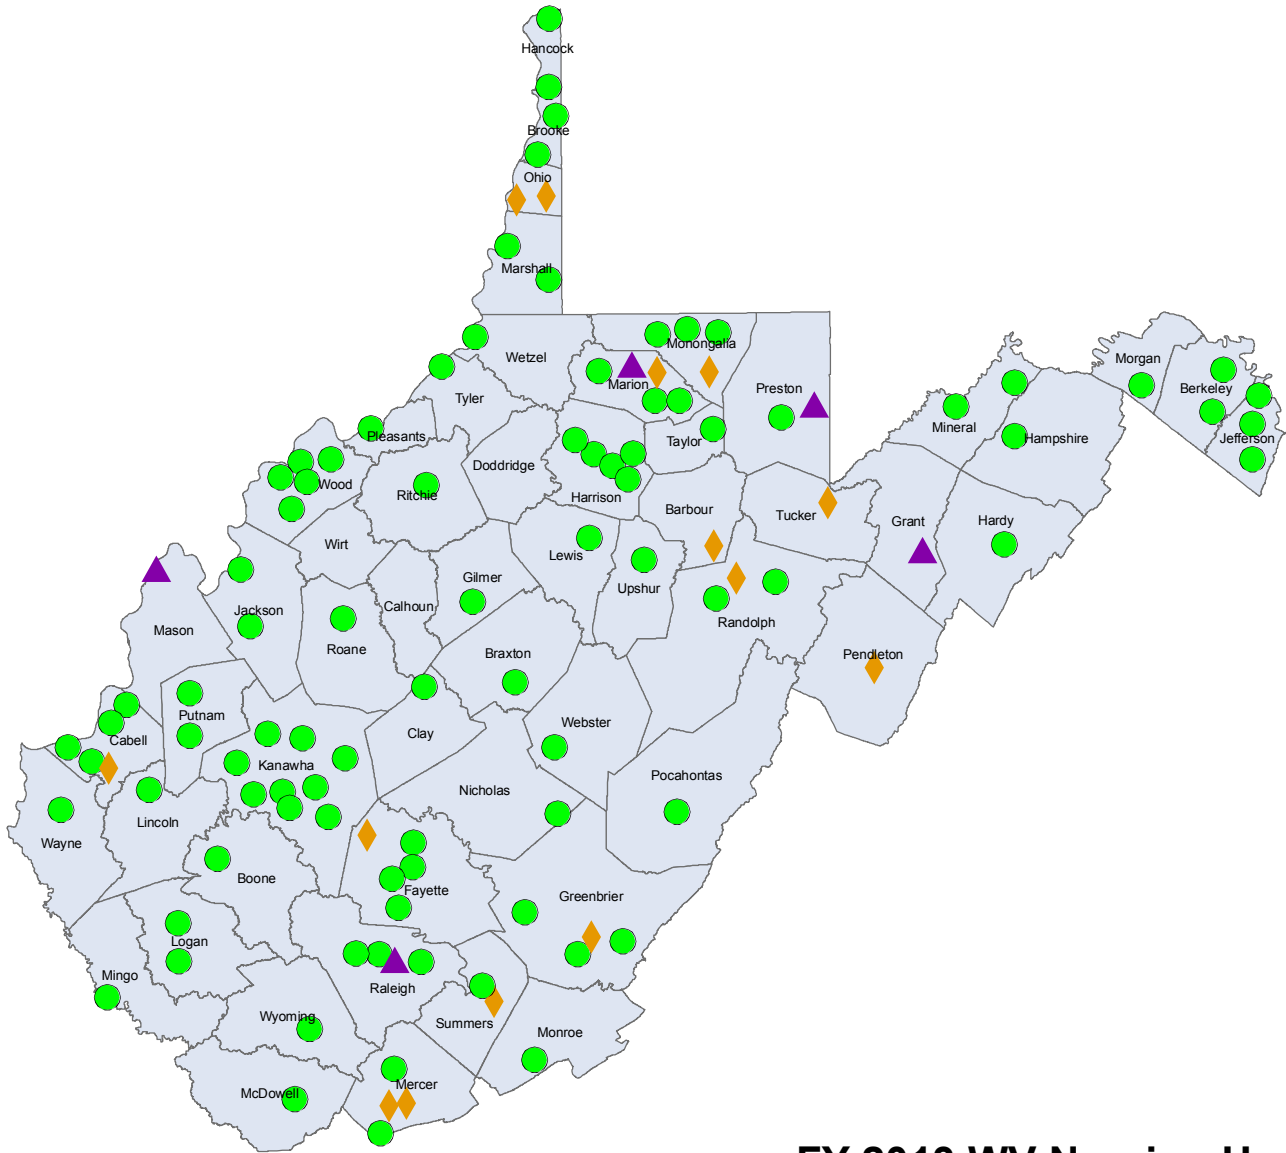 Hancock
Brooke
Ohio
Marshall
Wetzel
Monongalia
Marion
Preston
Tyler
Pleasants
Taylor
Doddridge
Wood
Ritchie
Harrison
Barbour
Tucker
Grant
Mineral
Hampshire
Morgan
Berkeley
Jefferson
Hardy
Wirt
Lewis
Upshur
Gilmer
Calhoun
Jackson
Mason
Roane
Randolph
Braxton
Pendleton
Putnam
Cabell
Clay
Webster
Kanawha
Pocahontas
Nicholas
Lincoln
Wayne
Boone
Fayette
Greenbrier
Logan
Mingo
Raleigh
Wyoming
Summers
Monroe
Mercer
McDowell